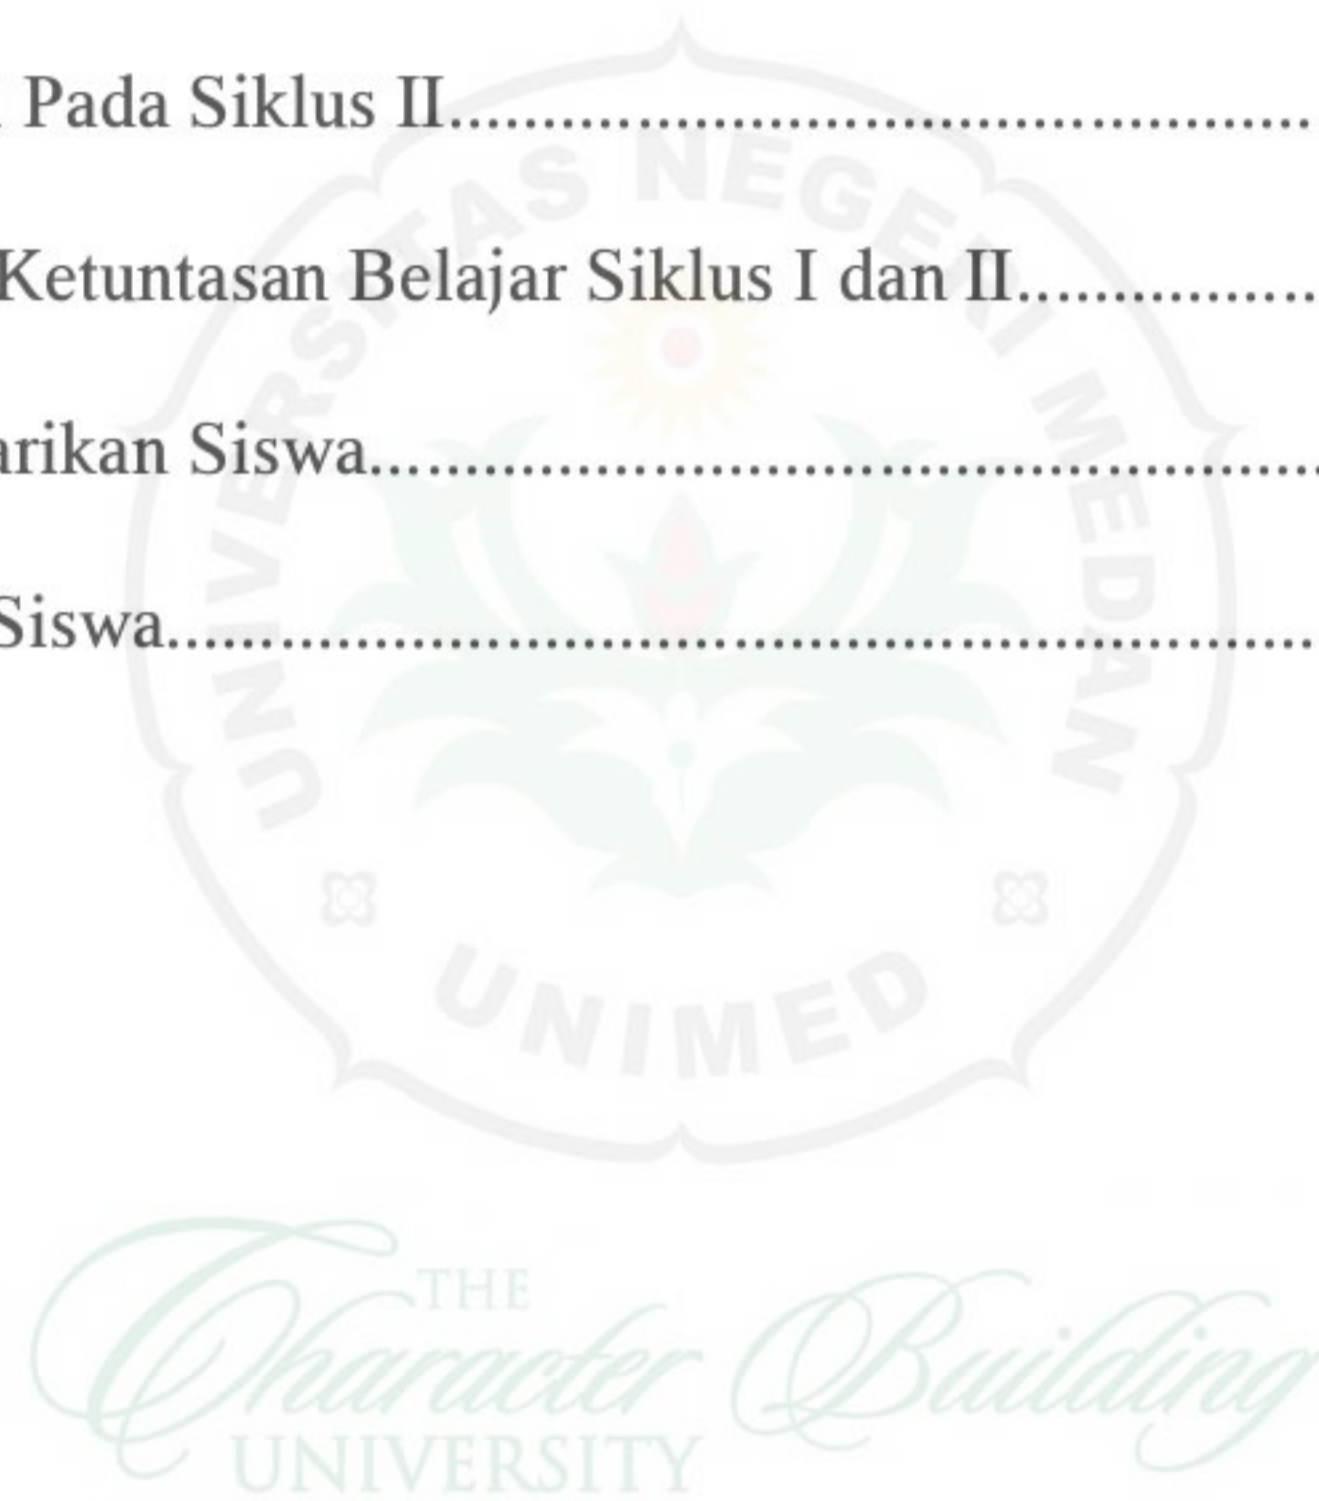 Pada Siklus II.............................................
Ketuntasan Belajar Siklus I dan II................
arikan Siswa..................................................
Siswa............................................................
UNIVERSITAS NEGERI MEDAN
UNIMED
THE
Character Building
UNIVERSITY